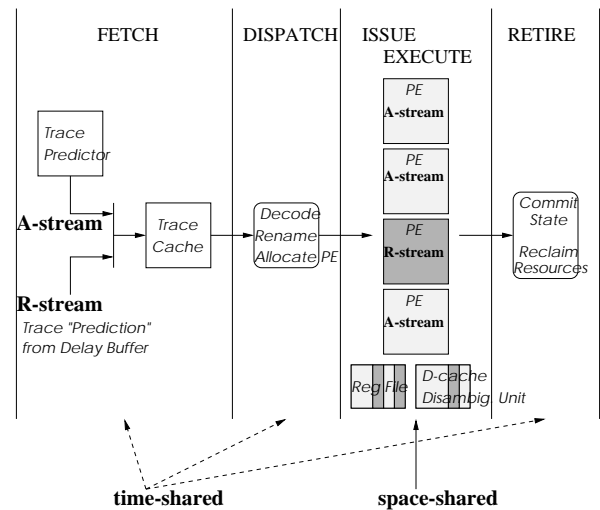 FETCH
DISPATCH
ISSUE
EXECUTE
RETIRE
Trace
Predictor
A-stream
R-stream
Trace "Prediction"
from Delay Buffer
Trace
Cache
Decode
Rename
Allocate PE
PE
A-stream
PE
A-stream
PE
R-stream
PE
A-stream
Reg File
D-cache
Disambig. Unit
Commit
State
Reclaim
Resources
time-shared
space-shared